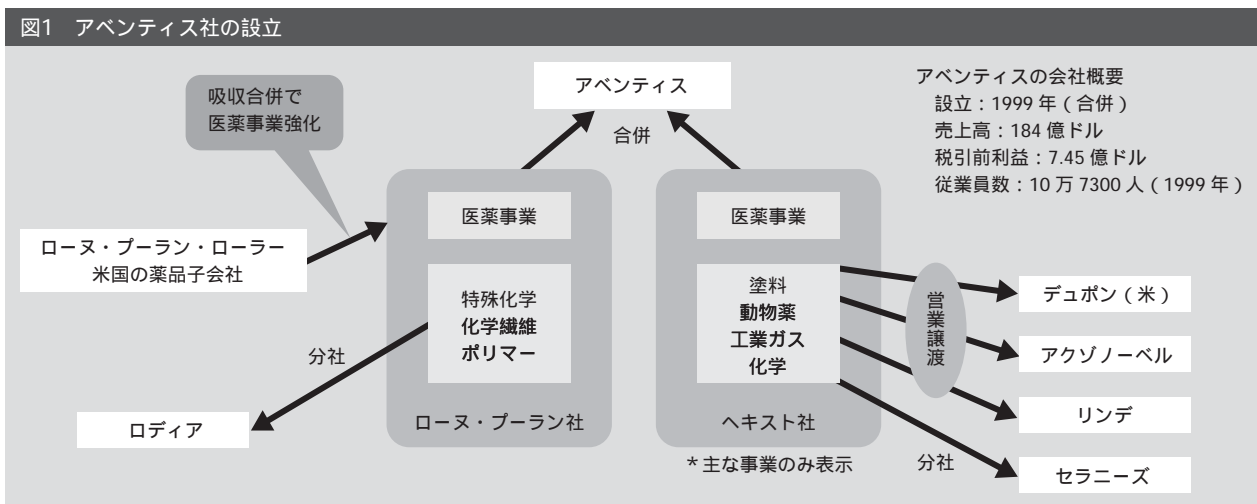 図1 アベンティス社の設立
吸収合併で
医薬事業強化
アベンティス
合併
アベンティスの会社概要
設立：1999 年（合併）
売上高：184 億ドル
税引前利益：7.45 億ドル
従業員数：10 万 7300 人（1999 年）
医薬事業
医薬事業
ローヌ・プーラン・ローラー
米国の薬品子会社
特殊化学
化学繊維
ポリマー
塗料
動物薬
工業ガス
化学
営業譲渡
デュポン（米）
アクゾノーベル
リンデ
セラニーズ
分社
ロディア
ローヌ・プーラン社
ヘキスト社
＊主な事業のみ表示
分社